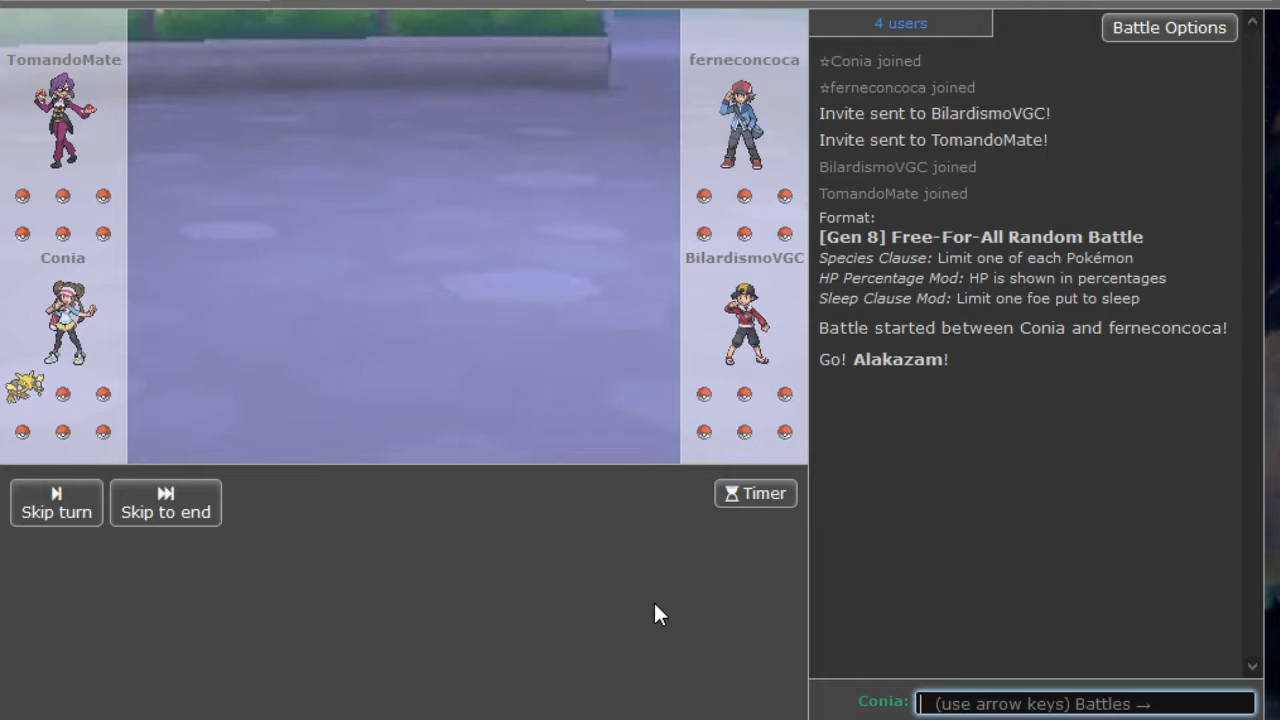 TomandoMate
ferneconcoca
Conia
BilardismoVGC
Skip turn
Skip to end
Timer
4 users
Battle Options
☆Conia joined
☆ferneconcoca joined
Invite sent to BilardismoVGC!
Invite sent to TomandoMate!
BilardismoVGC joined
TomandoMate joined
Format:
[Gen 8] Free-For-All Random Battle
Species Clause: Limit one of each Pokémon
HP Percentage Mod: HP is shown in percentages
Sleep Clause Mod: Limit one foe put to sleep
Battle started between Conia and ferneconcoca!
Go! Alakazam!
Conia: (use arrow keys) Battles →